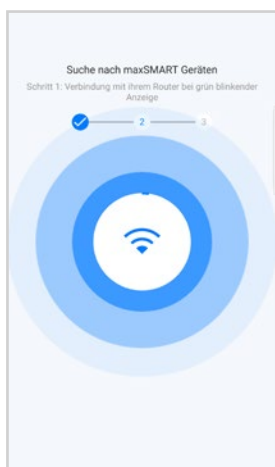 Suche nach maxSMART Geräten
Schritt 1: Verbindung mit ihrem Router bei grün blinkender
Anzeige
2 3